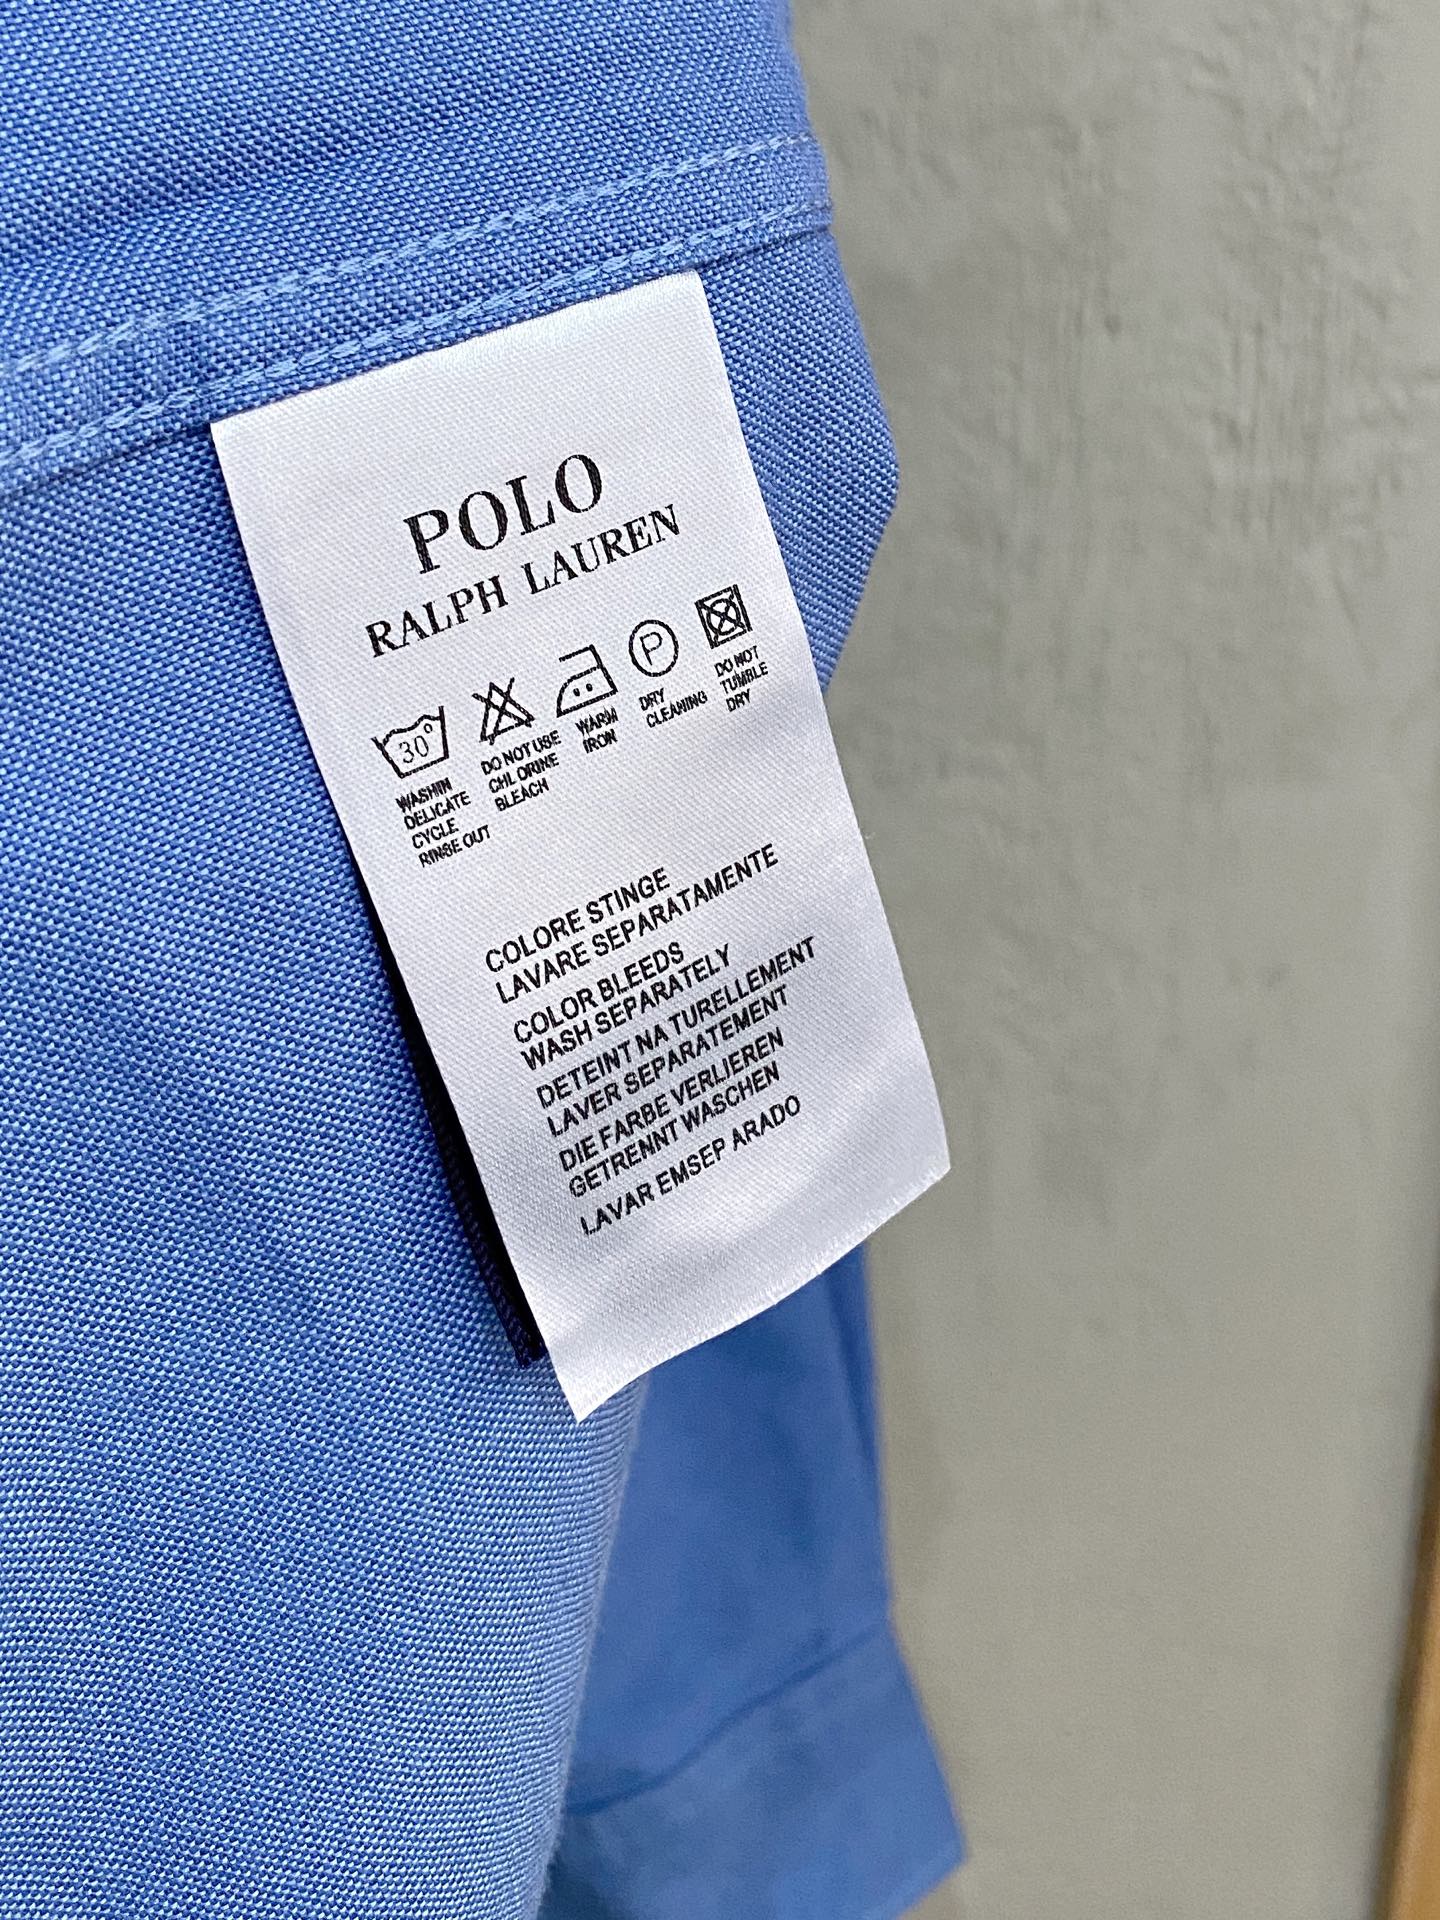 POLO
RALPH LAUREN
30°
WASHIN
DELICATE
CYCLE
RINSE OUT
DO NOT USE
CHLORINE
BLEACH
WARM
IRON
P
DRY
CLEANING
DO NOT
TUMBLE
DRY
COLORE STINGE
LAVARE SEPARATAMENTE
COLOR BLEEDS
WASH SEPARATELY
DETEINT NA TURELLEMENT
LAVER SEPARATEMENT
DIE FARBE VERLIEREN
GETRENNT WASCHEN
LAVAR EMSEP ARADO